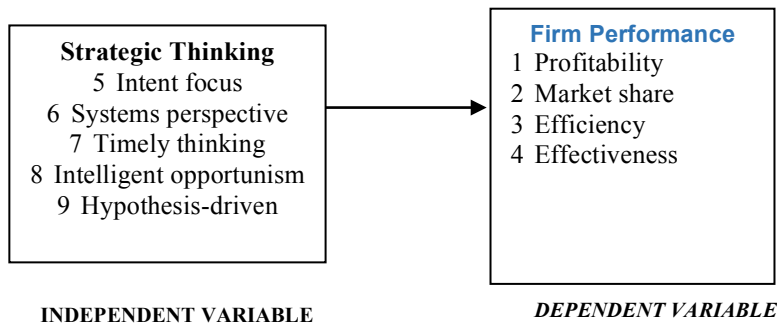 Strategic Thinking
5 Intent focus
6 Systems perspective
7 Timely thinking
8 Intelligent opportunism
9 Hypothesis-driven
INDEPENDENT VARIABLE
Firm Performance
1 Profitability
2 Market share
3 Efficiency
4 Effectiveness
DEPENDENT VARIABLE